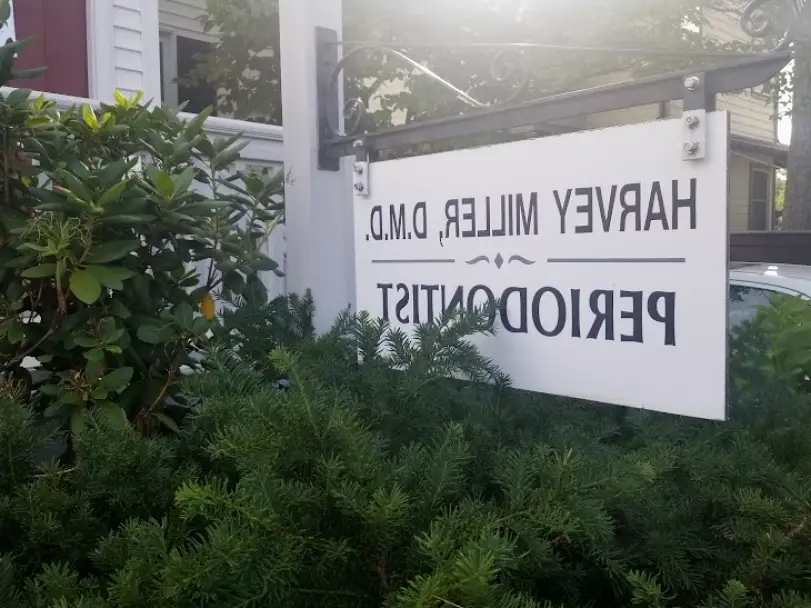 HARVEY MILLER, D.M.D.
PERIODONTIST